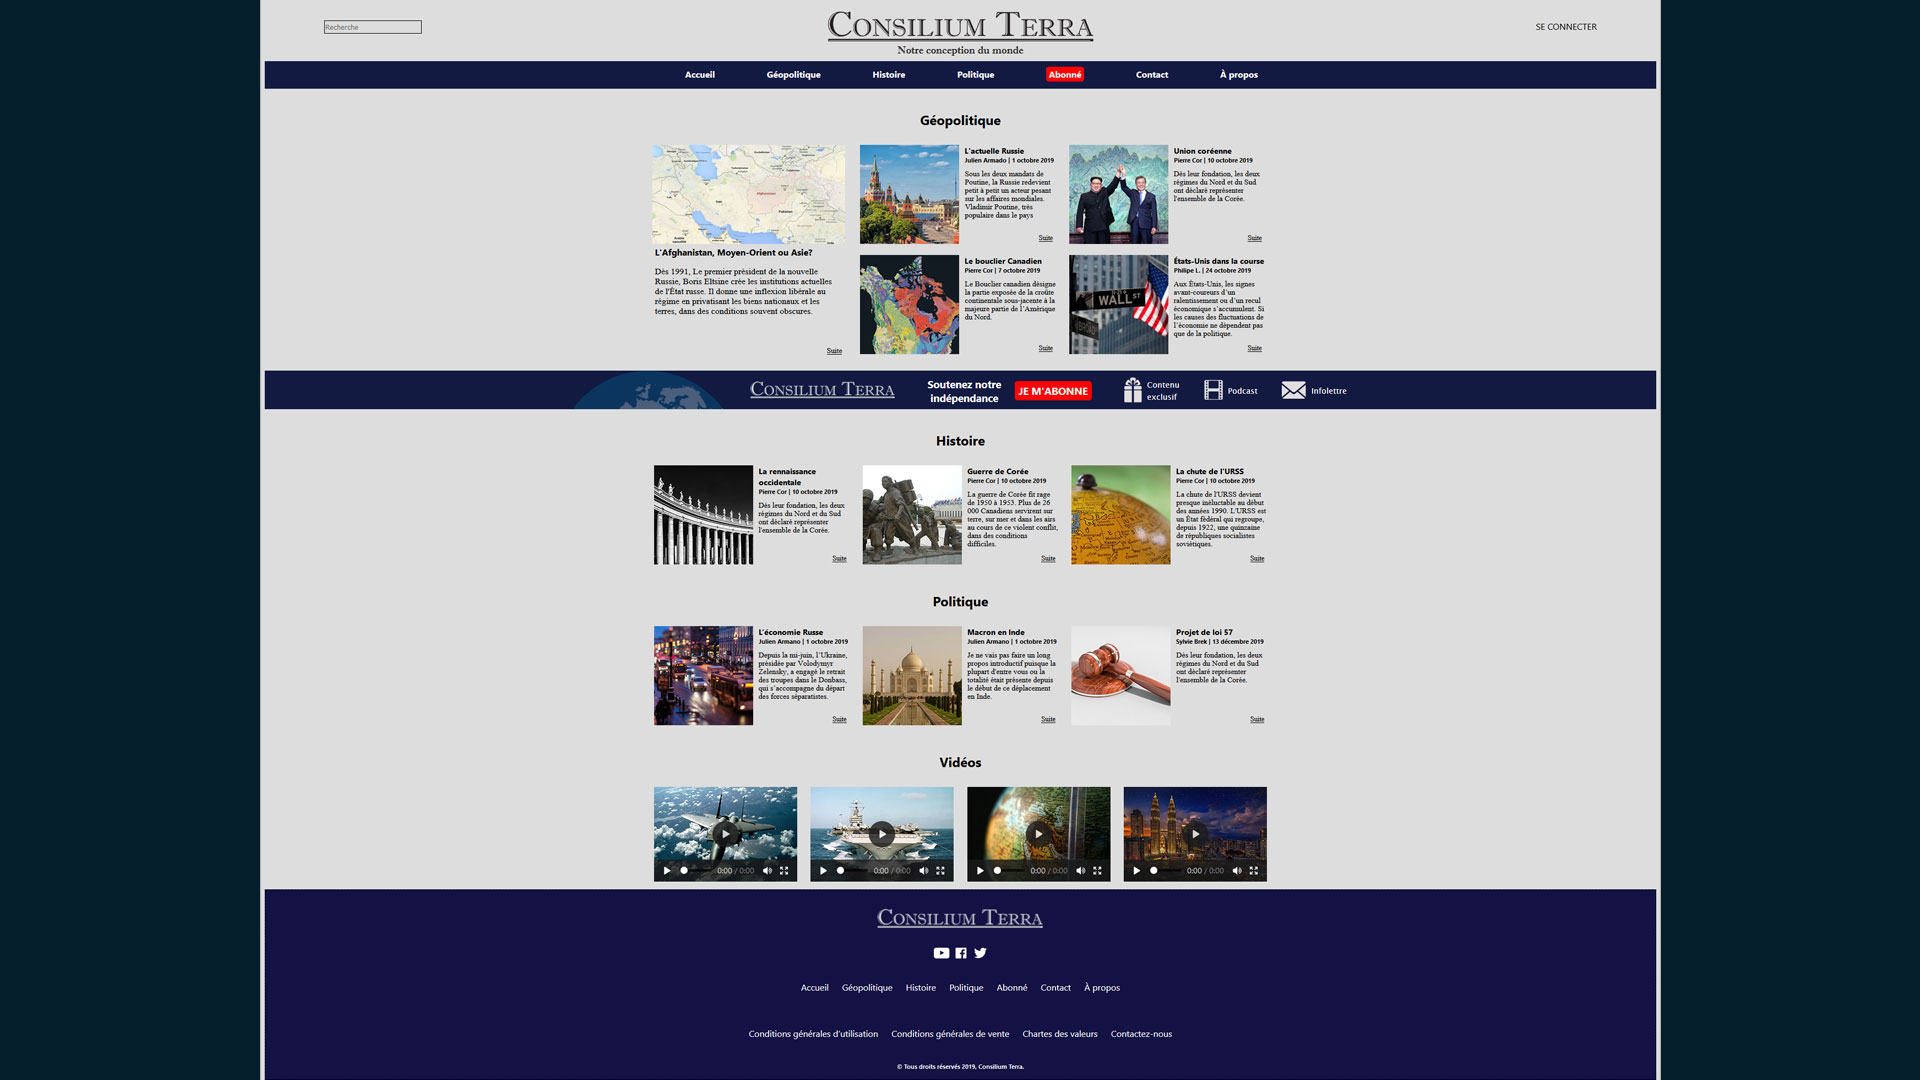 Recherche
CONSILIUM TERRA
Notre conception du monde
SE CONNECTER
Accueil Géopolitique Histoire Politique Abonné Contact À propos
Géopolitique
L'Afghanistan, Moyen-Orient ou Asie?
Dès 1991, Le premier président de la nouvelle
Russie, Boris Eltsine crée les institutions actuelles
de l'État russe. Il donne une inflexion libérale au
régime en privatisant les biens nationaux et les
terres, dans des conditions souvent obscures.
Suite
L'actuelle Russie
Julien Armado | 1 octobre 2019
Sous les deux mandats de
Poutine, la Russie redevient
petit à petit un acteur pesant
sur les affaires mondiales.
Vladimir Poutine, très
populaire dans le pays
Suite
Union coréenne
Pierre Cor | 10 octobre 2019
Dès leur fondation, les deux
régimes du Nord et du Sud
ont déclaré représenter
l'ensemble de la Corée.
Suite
Le bouclier Canadien
Pierre Cor | 7 octobre 2019
Le Bouclier canadien désigne
la partie exposée de la croûte
continentale sous-jacente à la
majeure partie de l'Amérique
du Nord.
Suite
WALL ST
États-Unis dans la course
Philipe L. | 24 octobre 2019
Aux États-Unis, les signes
avant-coureurs d'un
ralentissement ou d'un recul
économique s'accumulent. Si
les causes des fluctuations de
l'économie ne dépendent pas
que de la politique.
Suite
CONSILIUM TERRA
Soutenez notre
indépendance
JE M'ABONNE
Contenu
exclusif
Podcast
Infolettre
Histoire
La rennaissance
occidentale
Pierre Cor | 10 octobre 2019
Dès leur fondation, les deux
régimes du Nord et du Sud
ont déclaré représenter
l'ensemble de la Corée.
Suite
Guerre de Corée
Pierre Cor | 10 octobre 2019
La guerre de Corée fit rage
de 1950 à 1953. Plus de 26
000 Canadiens servirent sur
terre, sur mer et dans les airs
au cours de ce violent conflit,
dans des conditions
difficiles.
Suite
La chute de l'URSS
Pierre Cor | 10 octobre 2019
La chute de l'URSS devient
presque inéluctable au début
des années 1990. L'URSS est
un État fédéral qui regroupe,
depuis 1922, une quinzaine
de républiques socialistes
soviétiques.
Suite
Politique
L'économie Russe
Julien Armano | 1 octobre 2019
Depuis la mi-juin, l'Ukraine,
présidée par Volodymyr
Zelensky, a engagé le retrait
des troupes dans le Donbass,
qui s'accompagne du départ
des forces séparatistes.
Suite
Macron en Inde
Julien Armano | 1 octobre 2019
Je ne vais pas faire un long
propos introductif puisque la
plupart d'entre vous ou la
totalité était présente depuis
le début de ce déplacement
en Inde.
Suite
Projet de loi 57
Sylvie Brek | 13 décembre 2019
Dès leur fondation, les deux
régimes du Nord et du Sud
ont déclaré représenter
l'ensemble de la Corée.
Suite
Vidéos
0:00 / 0:00
0:00 / 0:00
0:00 / 0:00
0:00 / 0:00
CONSILIUM TERRA
Accueil Géopolitique Histoire Politique Abonné Contact À propos
Conditions générales d'utilisation Conditions générales de vente Chartes des valeurs Contactez-nous
© Tous droits réservés 2019, Consilium Terra.